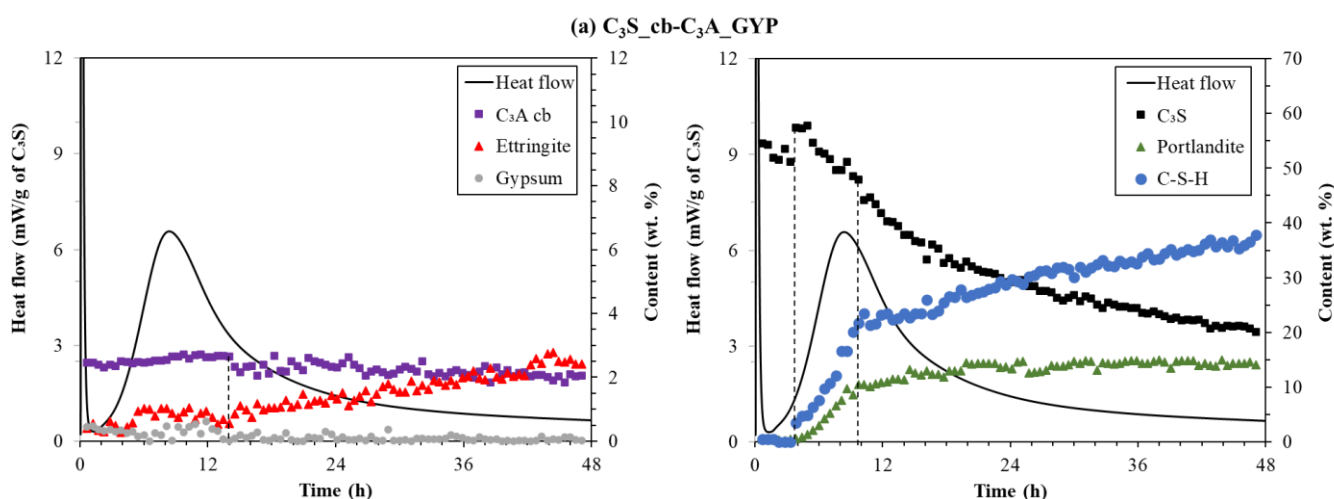 (a) C₃S_cb-C₃A_GYP
12
9
6
3
0
Heat flow (mW/g of C₃S)
Heat flow
C₃A cb
Ettringite
Gypsum
12
10
8
6
4
2
0
Content (wt. %)
0
12
24
36
48
Time (h)
12
9
6
3
0
Heat flow (mW/g of C₃S)
Heat flow
C₃S
Portlandite
C-S-H
70
60
50
40
30
20
10
0
Content (wt. %)
0
12
24
36
48
Time (h)